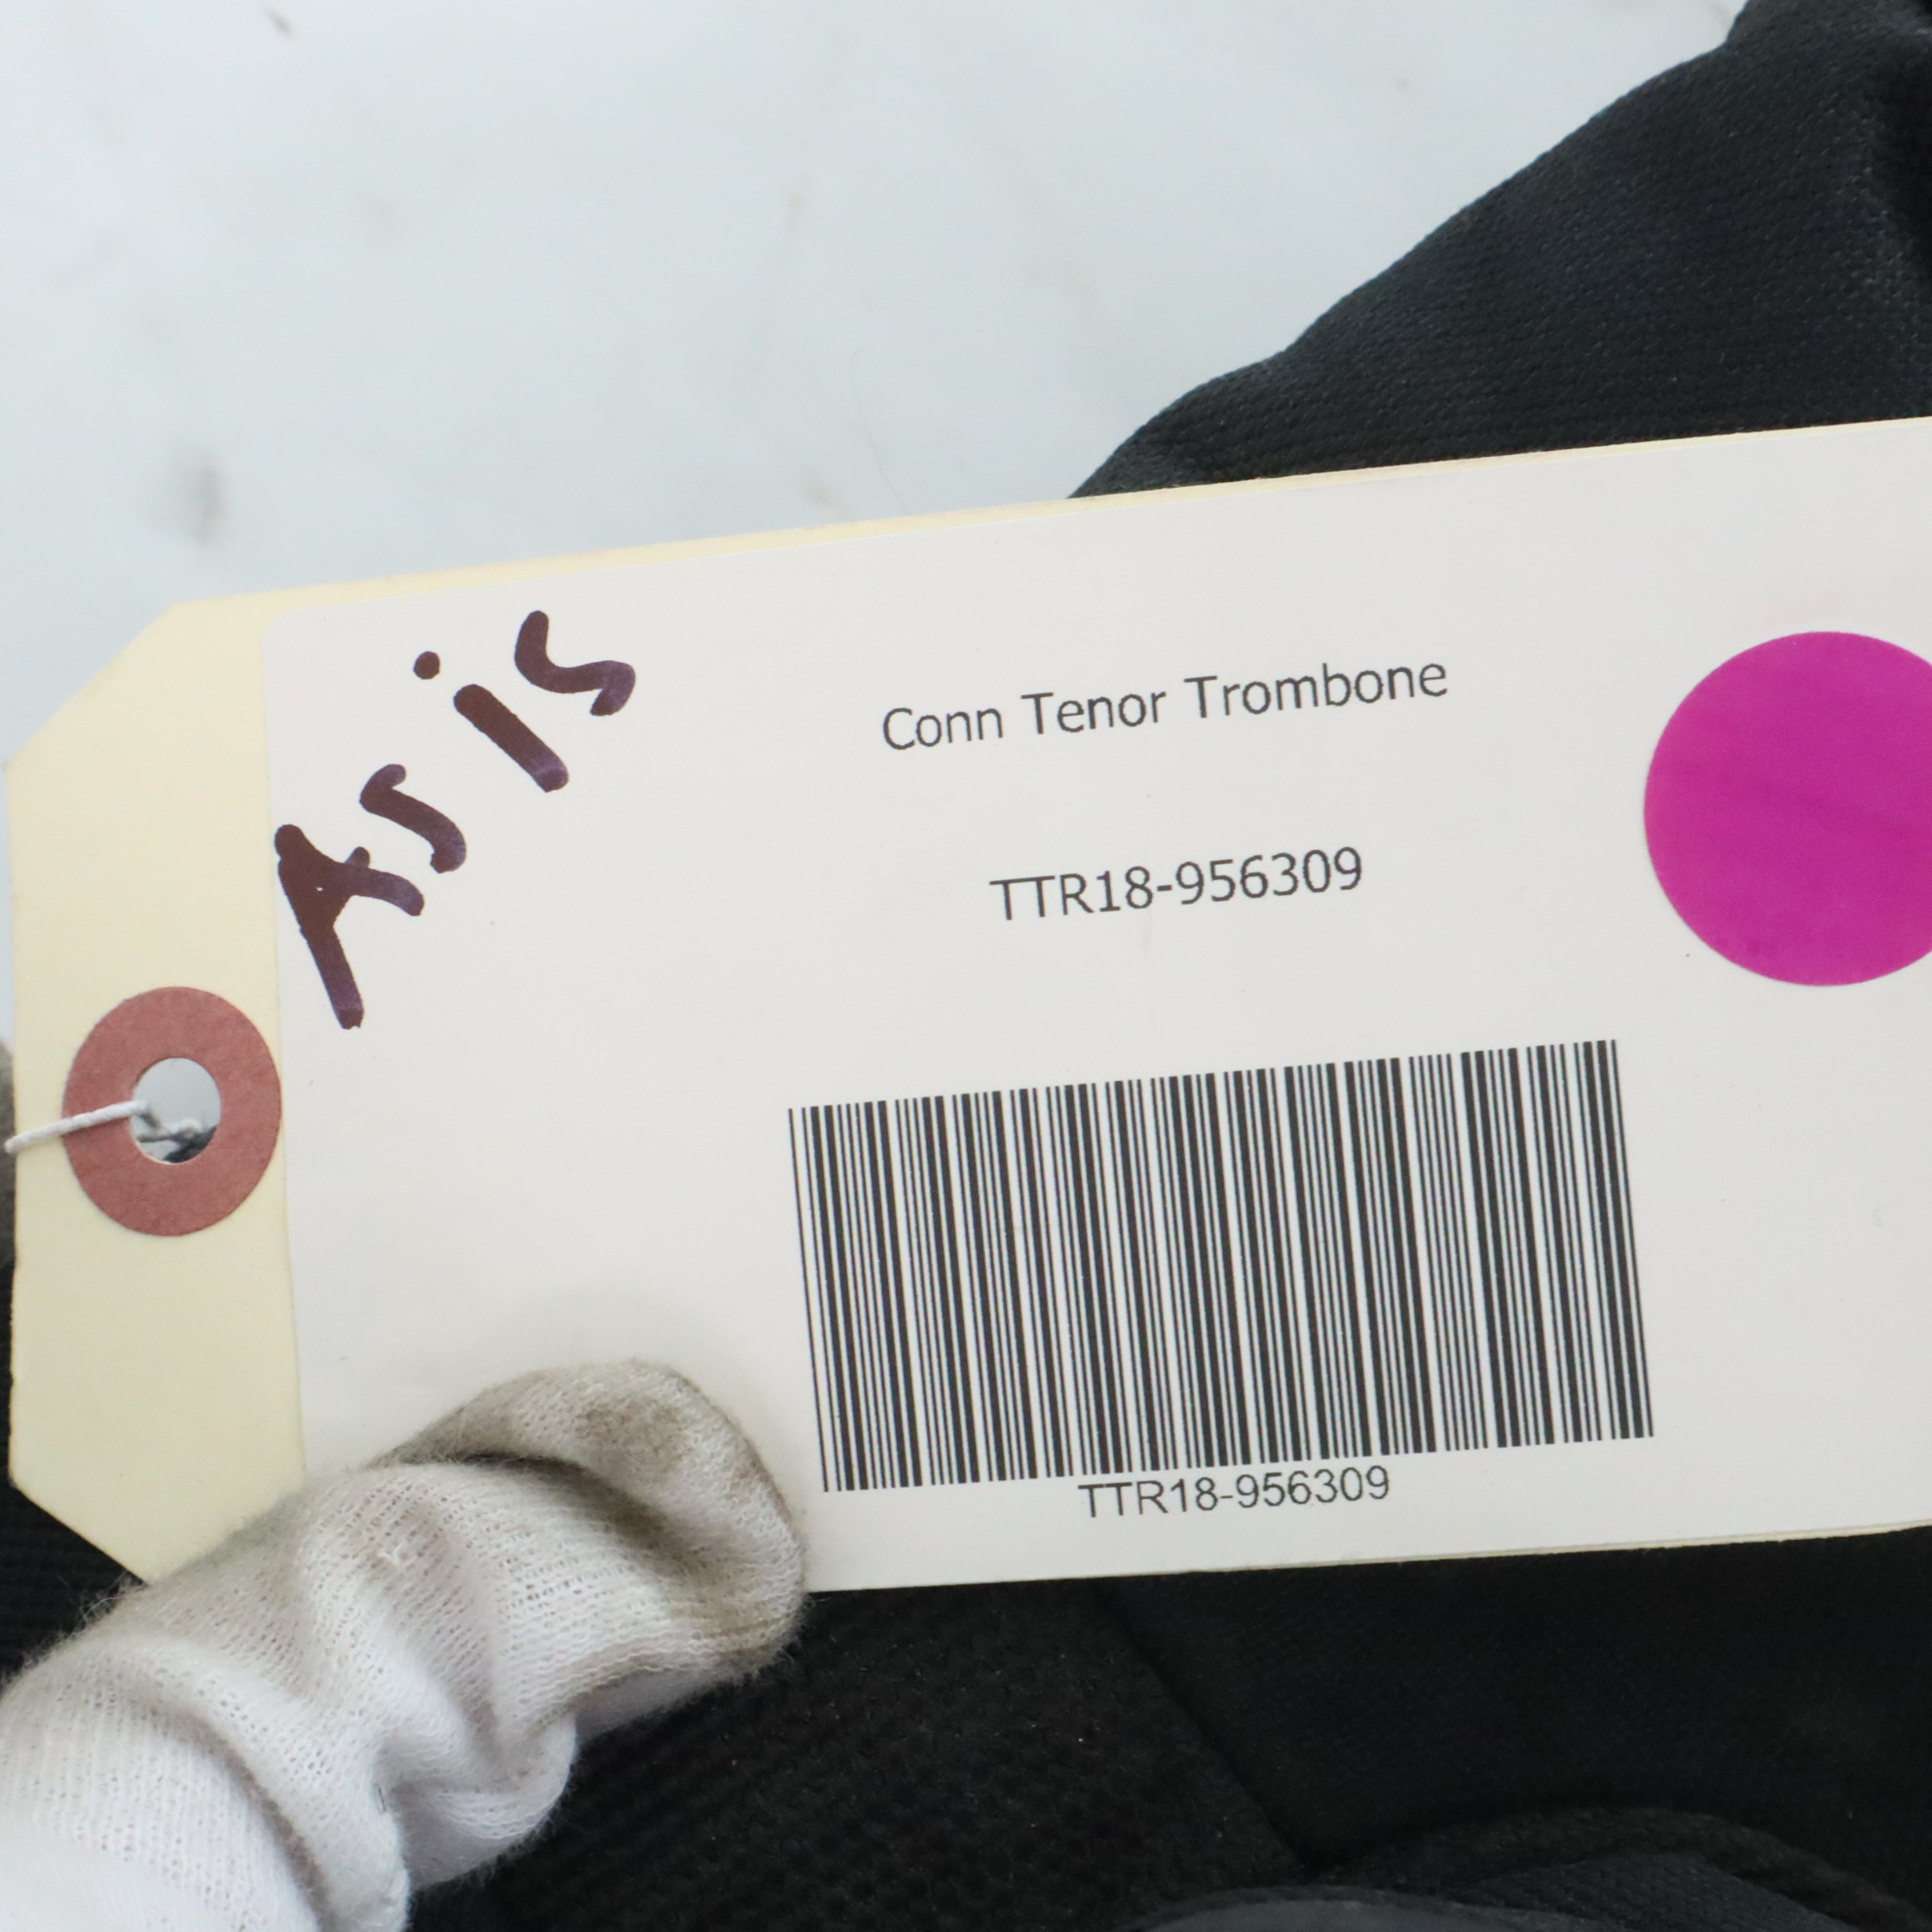 As is
Conn Tenor Trombone
TTR18-956309
TTR18-956309